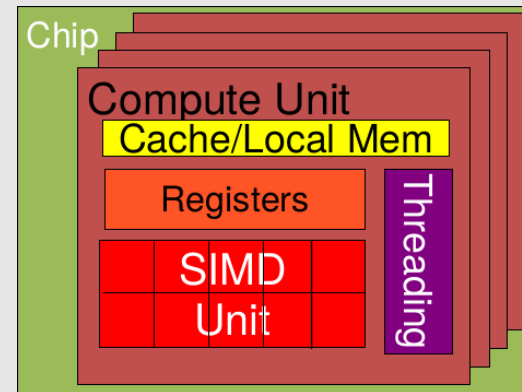 Chip
Compute Unit
Cache/Local Mem
Registers
Threading
SIMD
Unit